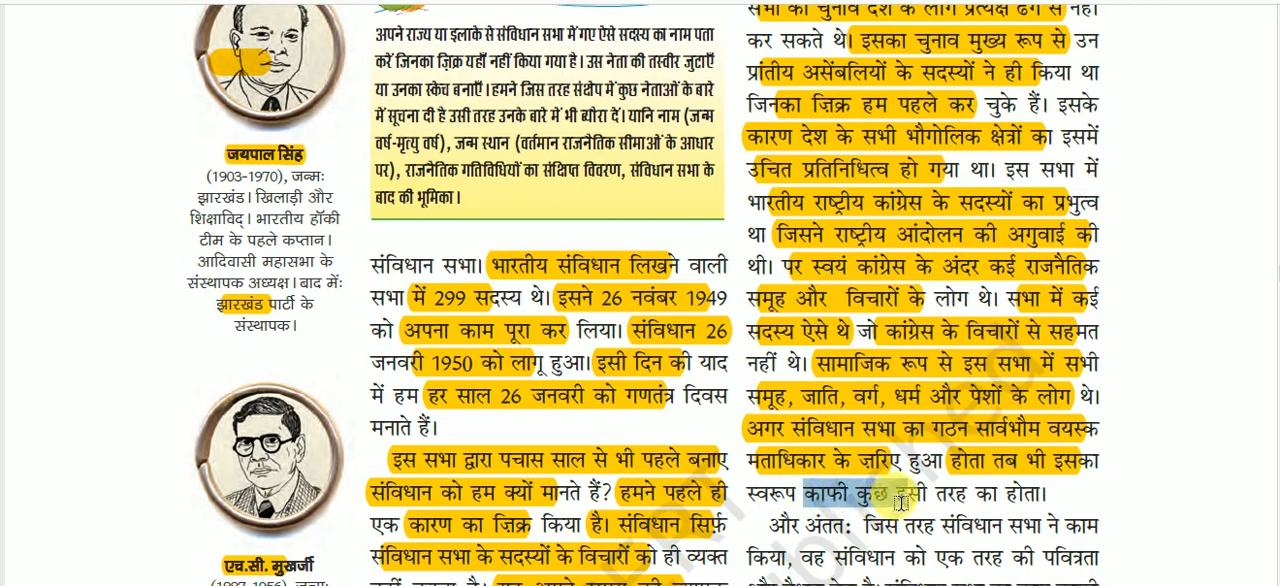 जयपाल सिंह
(1903-1970), जन्मः
झारखंड। खिलाड़ी और
शिक्षाविद्। भारतीय हॉकी
टीम के पहले कप्तान।
आदिवासी महासभा के
संस्थापक अध्यक्ष। बाद में:
झारखंड पार्टी के
संस्थापक।
एच.सी. मुखर्जी
अपने राज्य या इलाके से संविधान सभा में गए ऐसे सदस्य का नाम पता
करें जिनका ज़िक्र यहाँ नहीं किया गया है। उस नेता की तस्वीर जुटाएँ
या उनका स्केच बनाएँ। हमने जिस तरह संक्षेप में कुछ नेताओं के बारे
में सूचना दी है उसी तरह उनके बारे में भी ब्यौरा दें। यानि नाम (जन्म
वर्ष-मृत्यु वर्ष), जन्म स्थान (वर्तमान राजनैतिक सीमाओं के आधार
पर), राजनैतिक गतिविधियों का संक्षिप्त विवरण, संविधान सभा के
बाद की भूमिका।
संविधान सभा। भारतीय संविधान लिखने वाली
सभा में 299 सदस्य थे। इसने 26 नवंबर 1949
को अपना काम पूरा कर लिया। संविधान 26
जनवरी 1950 को लागू हुआ। इसी दिन की याद
में हम हर साल 26 जनवरी को गणतंत्र दिवस
मनाते हैं।
इस सभा द्वारा पचास साल से भी पहले बनाए
संविधान को हम क्यों मानते हैं? हमने पहले ही
एक कारण का ज़िक्र किया है। संविधान सिर्फ़
संविधान सभा के सदस्यों के विचारों को ही व्यक्त
सभा का चुनाव देश के लोग प्रत्यक्ष ढंग से नहीं
कर सकते थे। इसका चुनाव मुख्य रूप से उन
प्रांतीय असेंबलियों के सदस्यों ने ही किया था
जिनका ज़िक्र हम पहले कर चुके हैं। इसके
कारण देश के सभी भौगोलिक क्षेत्रों का इसमें
उचित प्रतिनिधित्व हो गया था। इस सभा में
भारतीय राष्ट्रीय कांग्रेस के सदस्यों का प्रभुत्व
था जिसने राष्ट्रीय आंदोलन की अगुवाई की
थी। पर स्वयं कांग्रेस के अंदर कई राजनैतिक
समूह और विचारों के लोग थे। सभा में कई
सदस्य ऐसे थे जो कांग्रेस के विचारों से सहमत
नहीं थे। सामाजिक रूप से इस सभा में सभी
समूह, जाति, वर्ग, धर्म और पेशों के लोग थे।
अगर संविधान सभा का गठन सार्वभौम वयस्क
मताधिकार के ज़रिए हुआ होता तब भी इसका
स्वरूप काफी कुछ इसी तरह का होता।
और अंततः जिस तरह संविधान सभा ने काम
किया, वह संविधान को एक तरह की पवित्रता